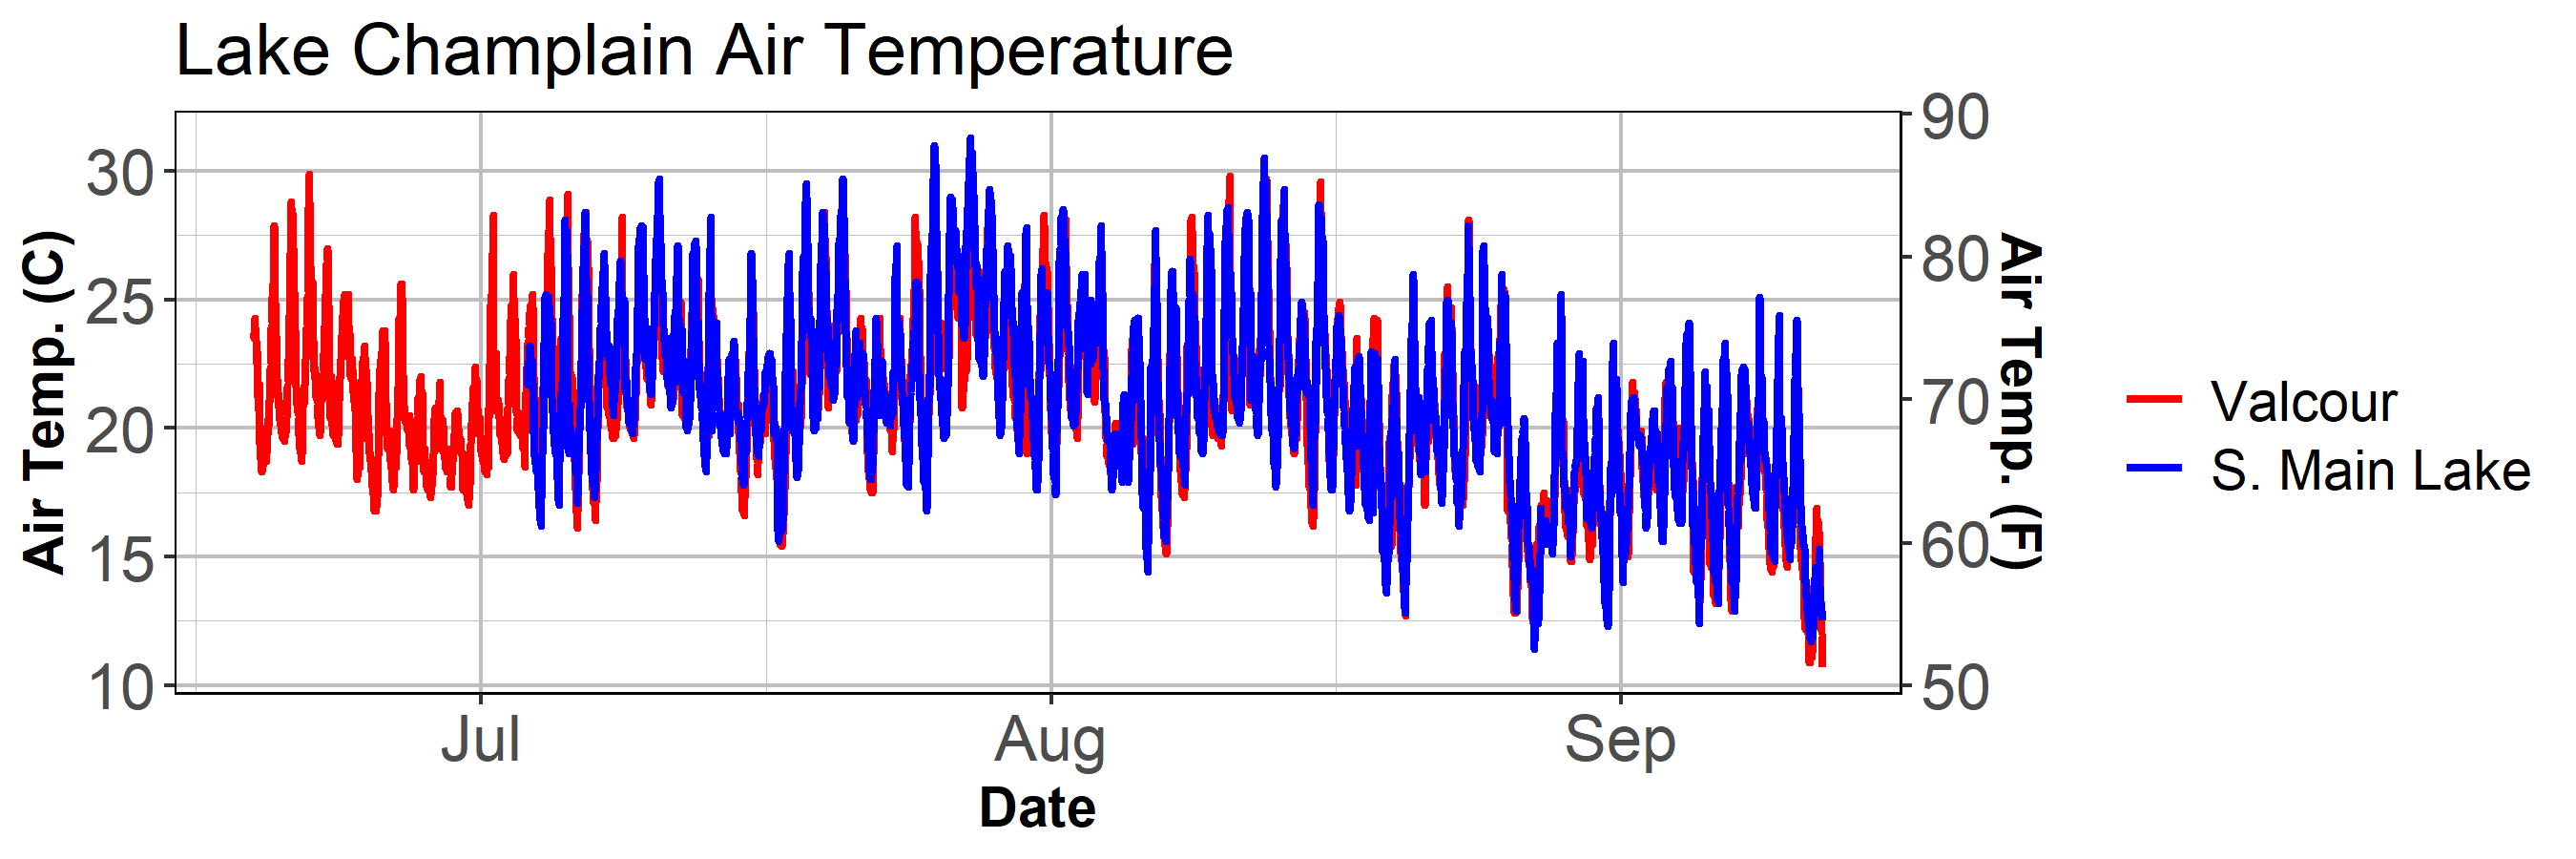 Lake Champlain Air Temperature
Air Temp. (C)
30
25
20
15
10
90
80
70
60
50
Air Temp. (F)
Jul
Aug
Sep
Date
Valcour
S. Main Lake